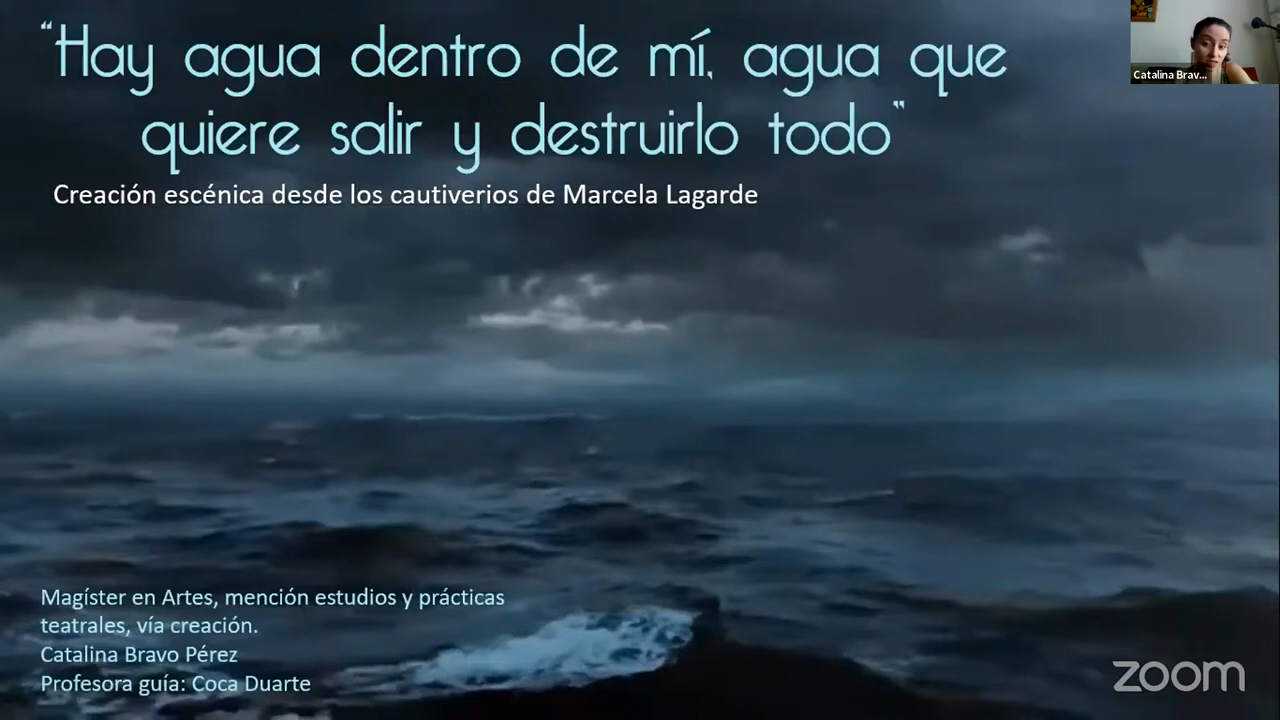 “Hay agua dentro de mí, agua que
quiere salir y destruirlo todo”
Creación escénica desde los cautiverios de Marcela Lagarde
Catalina Brav...
Magíster en Artes, mención estudios y prácticas
teatrales, vía creación.
Catalina Bravo Pérez
Profesora guía: Coca Duarte
zoom